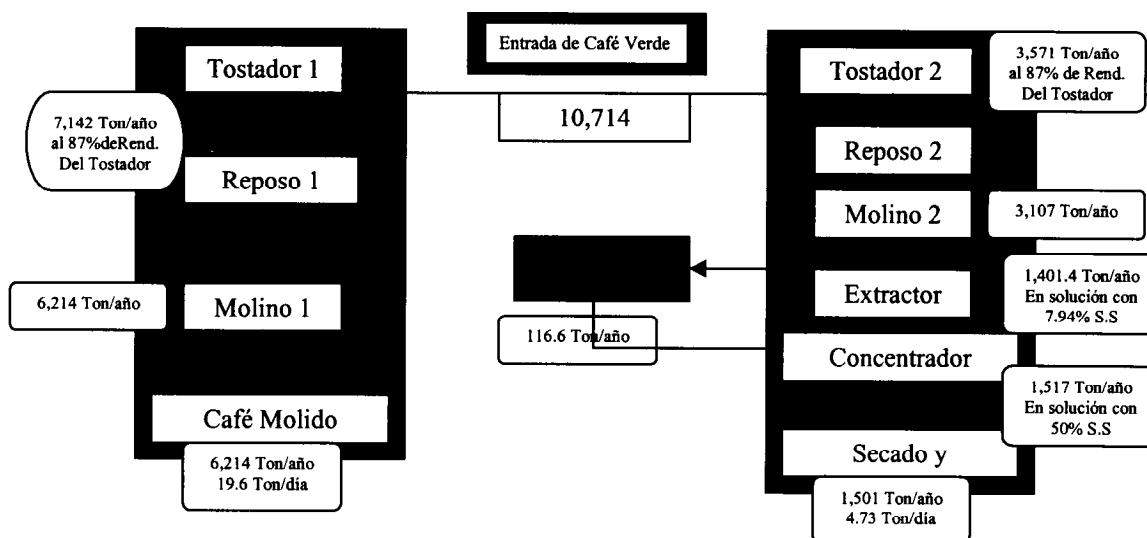 Entrada de Café Verde
10,714
Tostador 1
7,142 Ton/año
al 87%deRend.
Del Tostador
Reposo 1
6,214 Ton/año
Molino 1
Café Molido
6,214 Ton/año
19.6 Ton/día
116.6 Ton/año
Tostador 2
3,571 Ton/año
al 87% de Rend.
Del Tostador
Reposo 2
Molino 2
3,107 Ton/año
Extractor
1,401.4 Ton/año
En solución con
7.94% S.S
Concentrador
1,517 Ton/año
En solución con
50% S.S
Secado y
1,501 Ton/año
4.73 Ton/día